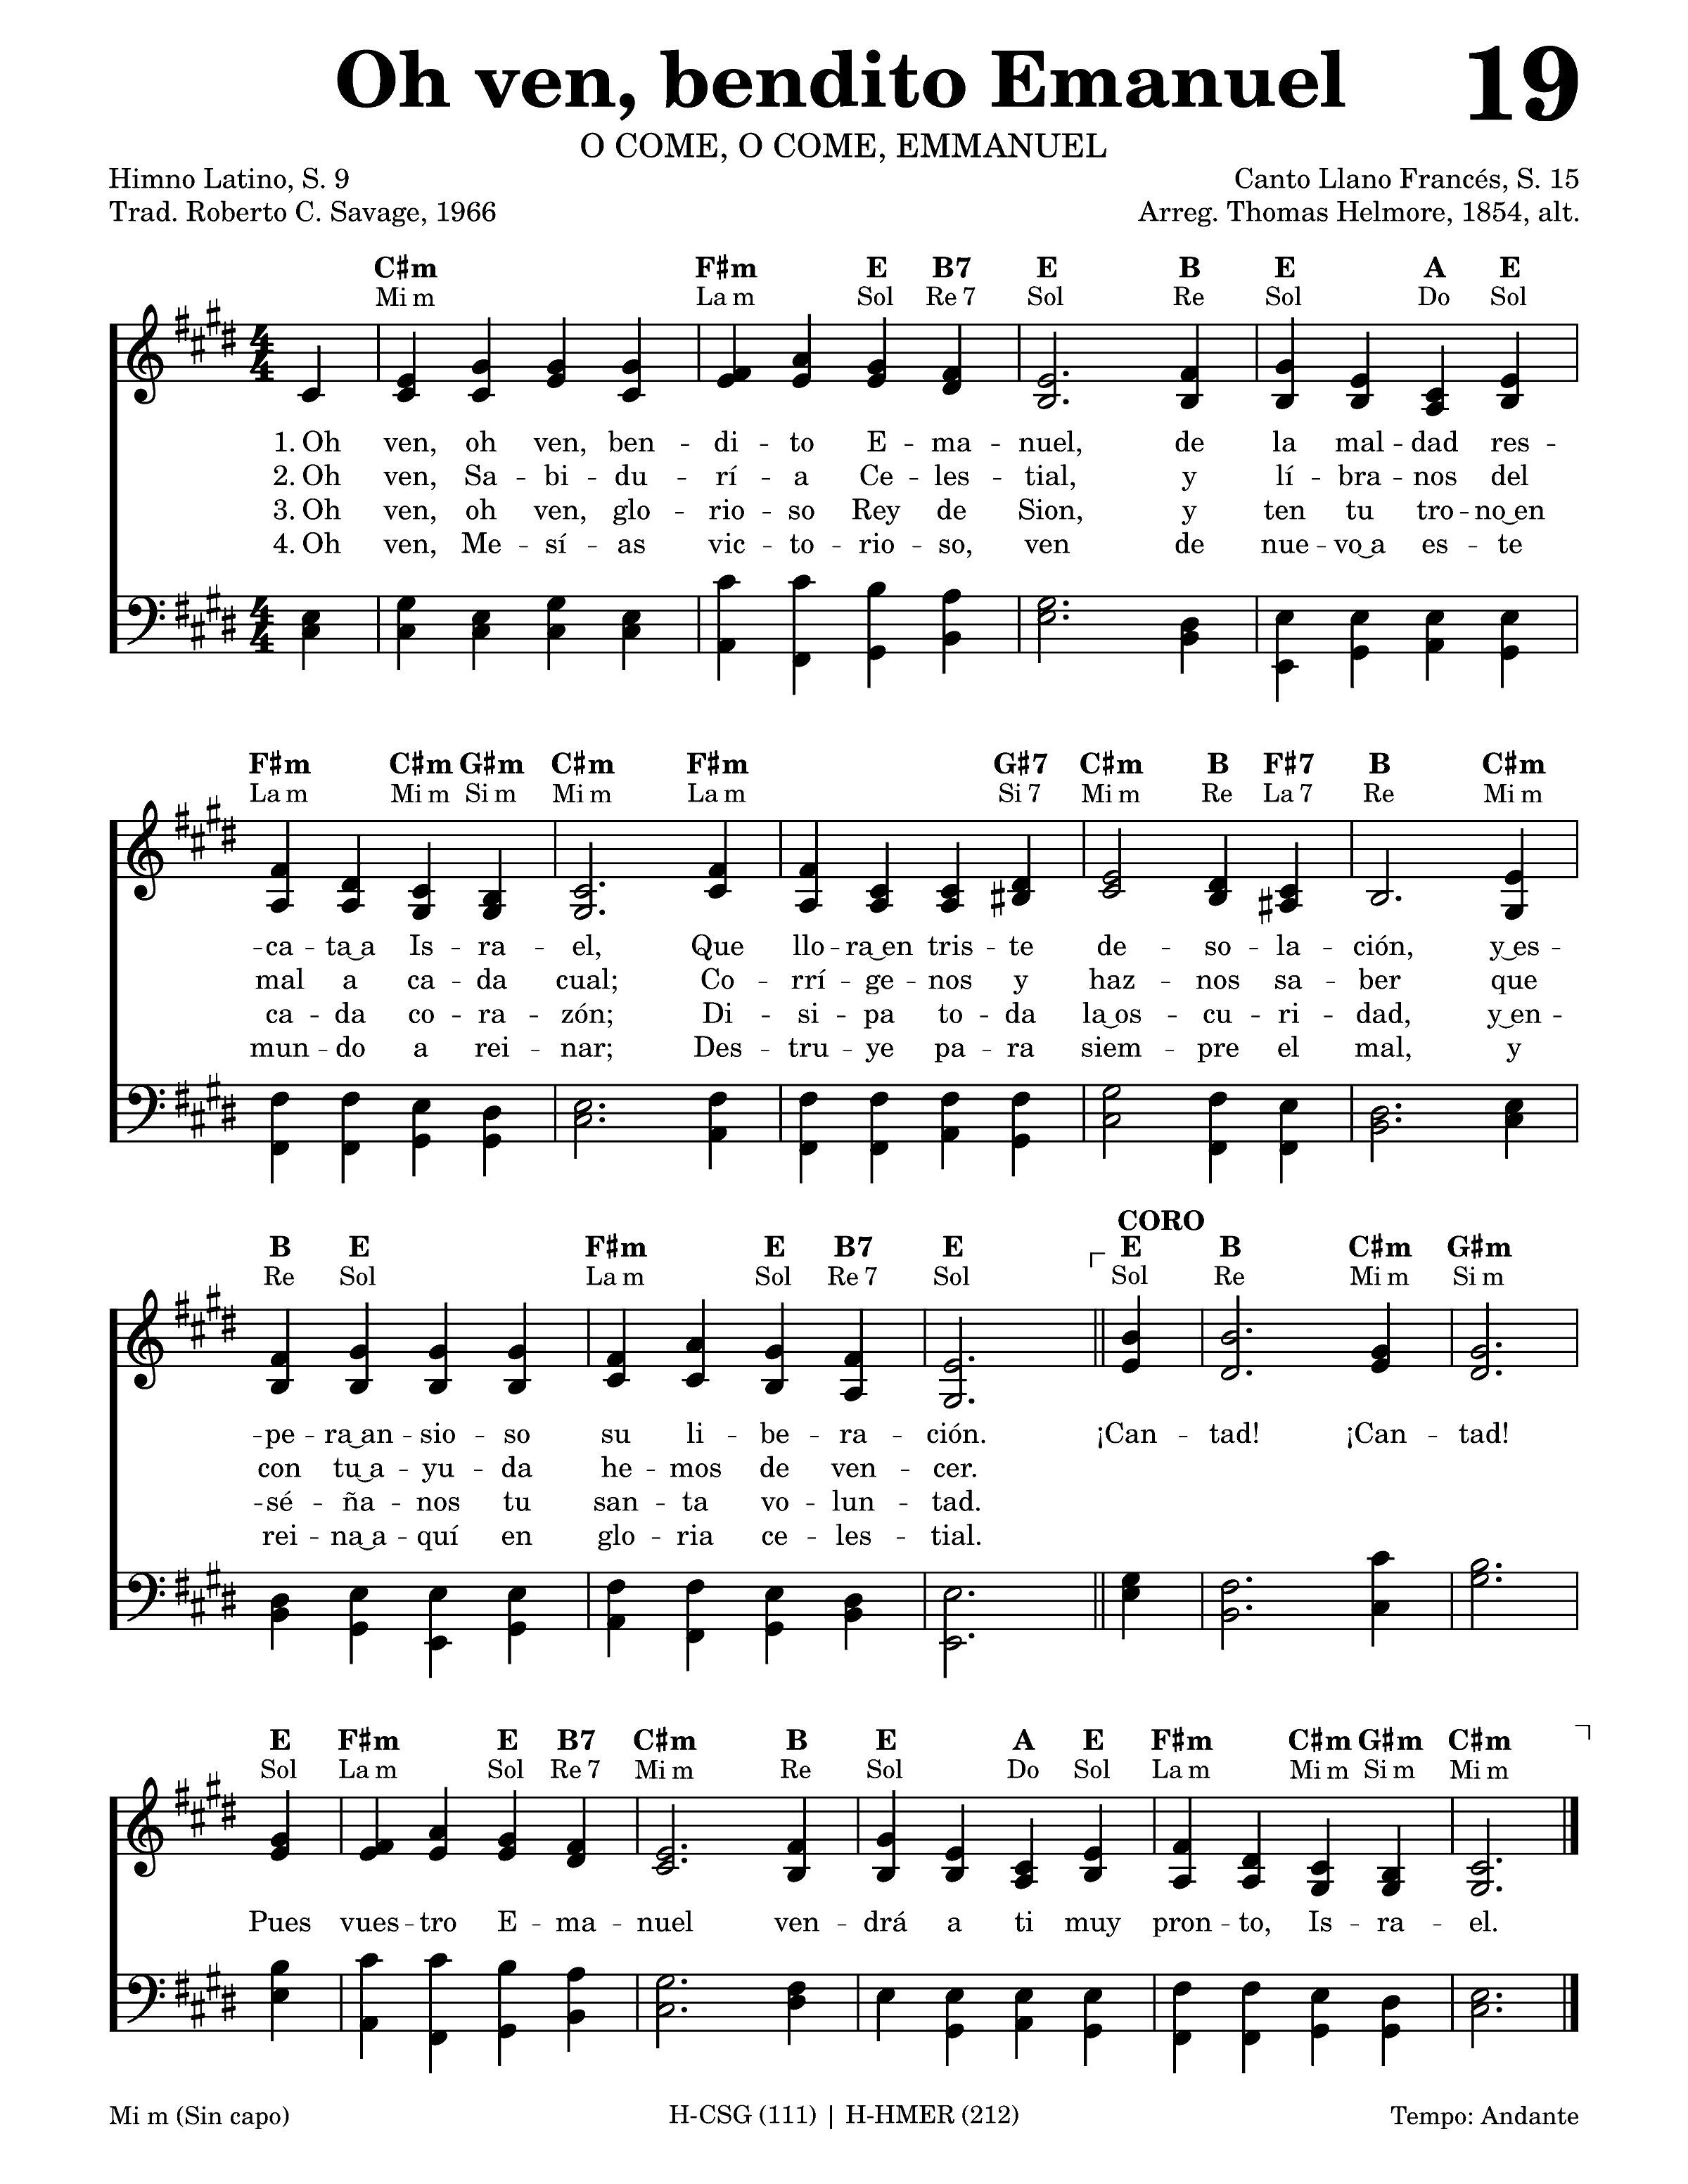 Oh ven, bendito Emanuel 19
O COME, O COME, EMMANUEL
Himno Latino, S. 9 Canto Llano Francés, S. 15
Trad. Roberto C. Savage, 1966 Arreg. Thomas Helmore, 1854, alt.
C♯m F♯m E B7 E B E A E
Mi m La m Sol Re 7 Sol Re Sol Do Sol
1. Oh ven, oh ven, ben - di - to E - ma - nuel, de la mal - dad res -
2. Oh ven, Sa - bi - du - rí - a Ce - les - tial, y lí - bra - nos del
3. Oh ven, oh ven, glo - rio - so Rey de Sion, y ten tu tro - no‿en
4. Oh ven, Me - sí - as vic - to - rio - so, ven de nue - vo‿a es - te
F♯m C♯m G♯m C♯m F♯m G♯7 C♯m B F♯7 B C♯m
La m Mi m Si m Mi m La m Si 7 Mi m Re La 7 Re Mi m
- ca - ta‿a Is - ra - el, Que llo - ra‿en tris - te de - so - la - ción, y‿es -
mal a ca - da cual; Co - rrí - ge - nos y haz - nos sa - ber que
ca - da co - ra - zón; Di - si - pa to - da la‿os - cu - ri - dad, y‿en -
mun - do a rei - nar; Des - tru - ye pa - ra siem - pre el mal, y
CORO
B E F♯m E B7 E E B C♯m G♯m
Re Sol La m Sol Re 7 Sol Sol Re Mi m Si m
- pe - ra‿an - sio - so su li - be - ra - ción. ¡Can - tad! ¡Can - tad!
con tu‿a - yu - da he - mos de ven - cer.
- sé - ña - nos tu san - ta vo - lun - tad.
rei - na‿a - quí en glo - ria ce - les - tial.
E F♯m E B7 C♯m B E A E F♯m C♯m G♯m C♯m
Sol La m Sol Re 7 Mi m Re Sol Do Sol La m Mi m Si m Mi m
Pues vues - tro E - ma - nuel ven - drá a ti muy pron - to, Is - ra - el.
Mi m (Sin capo) H-CSG (111) | H-HMER (212) Tempo: Andante